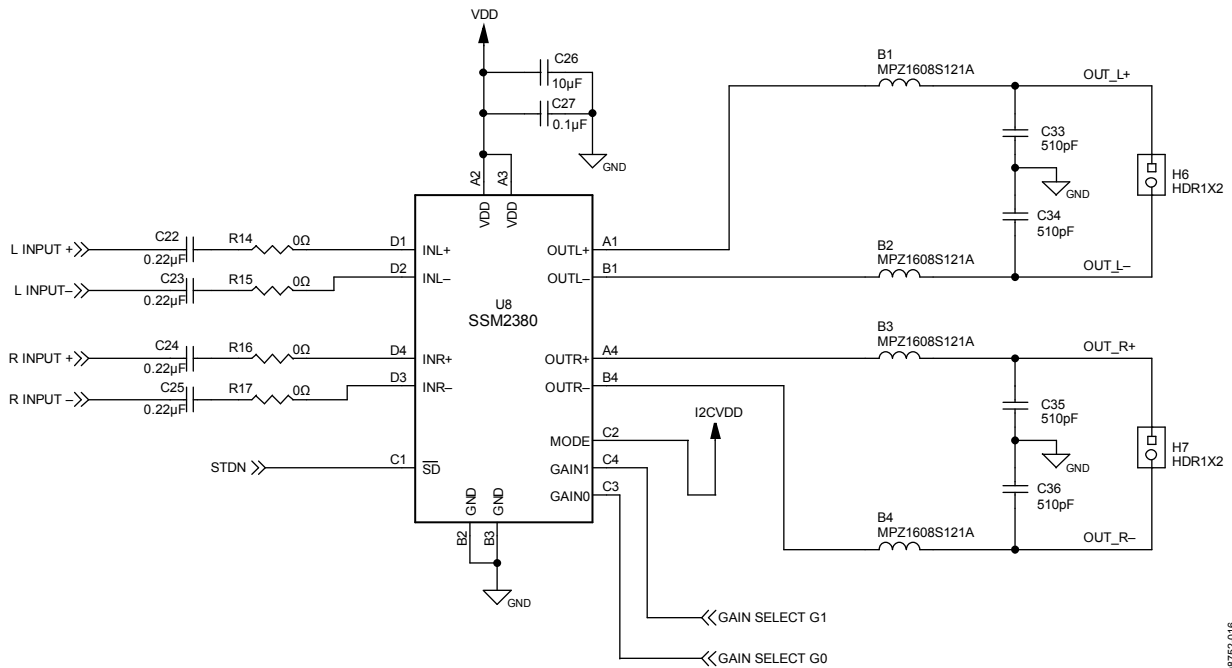 VDD
C26
10µF
C27
0.1µF
GND
A2
A3
VDD
VDD
B1
MPZ1608S121A
OUT_L+
C33
510pF
GND
C34
510pF
H6
HDR1X2
B2
MPZ1608S121A
OUT_L–
L INPUT +
C22
0.22µF
R14
0Ω
D1
INL+
OUTL+
A1
L INPUT–
C23
0.22µF
R15
0Ω
D2
INL–
OUTL–
B1
U8
SSM2380
R INPUT +
C24
0.22µF
R16
0Ω
D4
INR+
OUTR+
A4
R INPUT –
C25
0.22µF
R17
0Ω
D3
INR–
OUTR–
B4
B3
MPZ1608S121A
OUT_R+
C35
510pF
GND
C36
510pF
H7
HDR1X2
B4
MPZ1608S121A
OUT_R–
I2CVDD
MODE
C2
STDN
C1
SD
GAIN1
C4
GAIN0
C3
GND
GND
B2
B3
GND
GAIN SELECT G1
GAIN SELECT G0